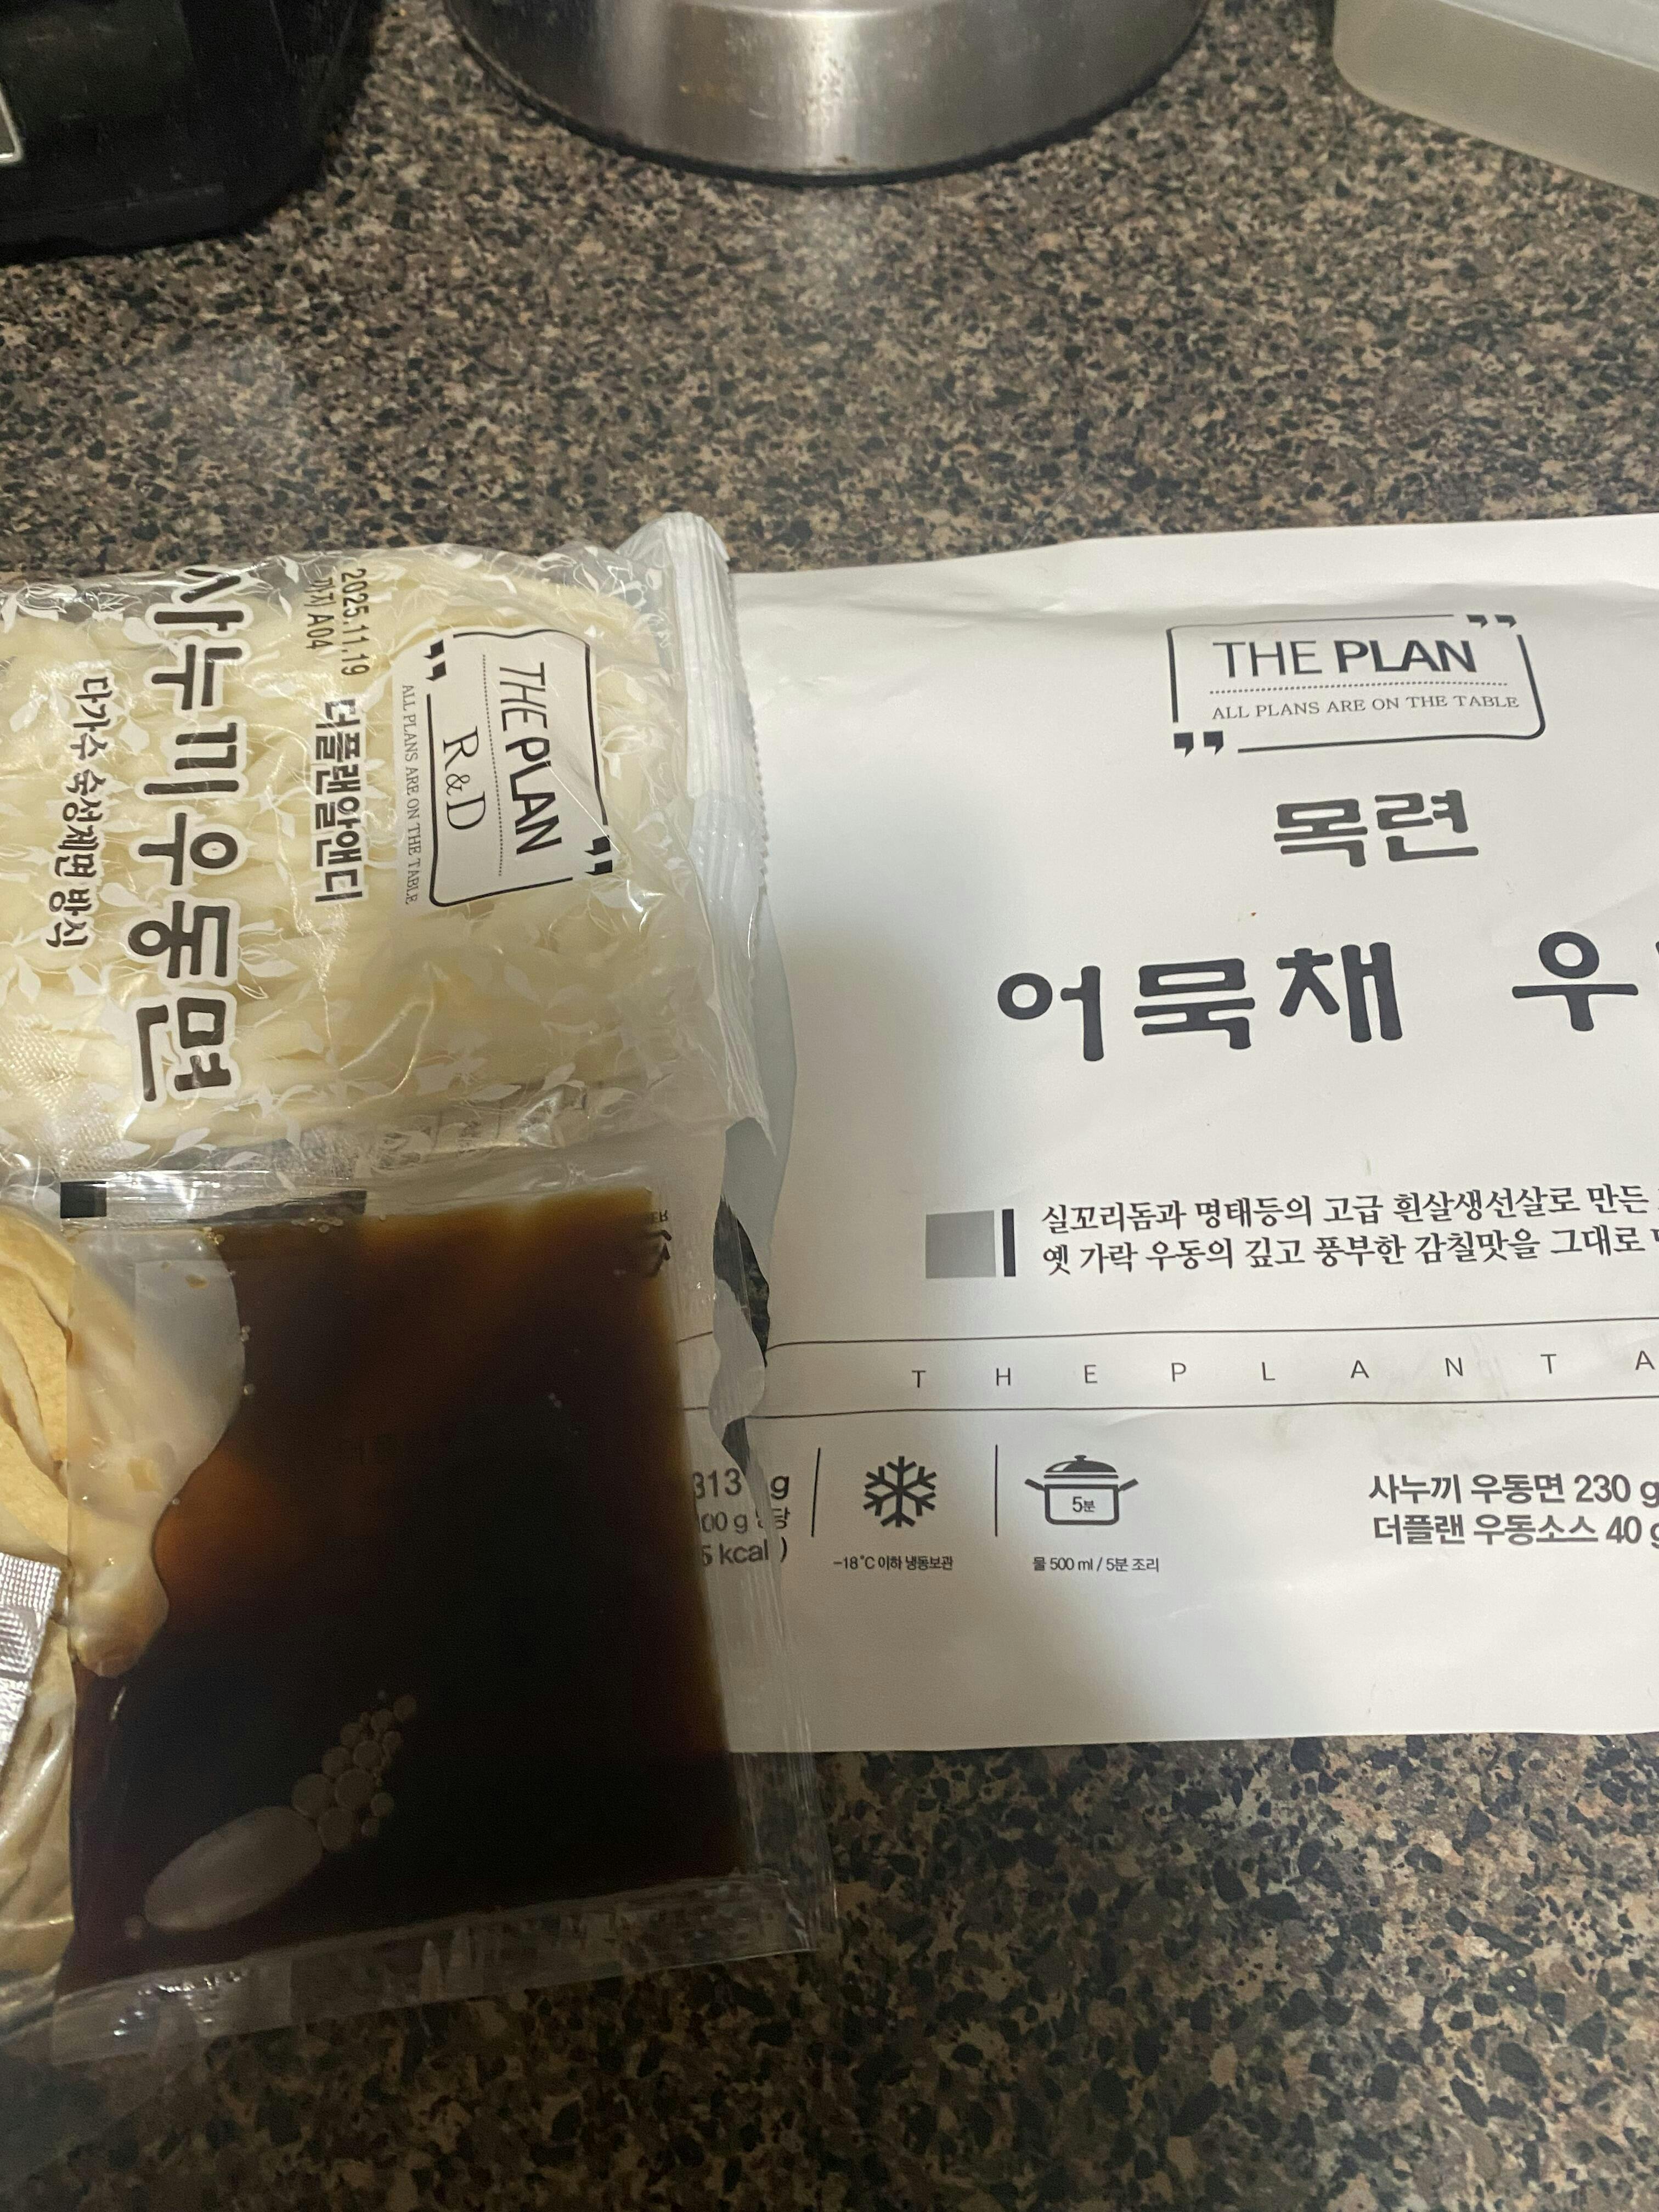 THE PLAN
ALL PLANS ARE ON THE TABLE
목련
어묵채 우
실꼬리돔과 명태등의 고급 흰살생선살로 만든
옛 가락 우동의 깊고 풍부한 감칠맛을 그대로
T H E P L A N T A
313 g
00 g 당
5 kcal )
-18˚C 이하 냉동보관
5분
물 500 ml / 5분 조리
사누끼 우동면 230 g
더플랜 우동소스 40 g
THE PLAN
R&D
ALL PLANS ARE ON THE TABLE
2025.11.19
까지 A04
더플랜알앤디
사누끼우동면
다가수 숙성제면 방식